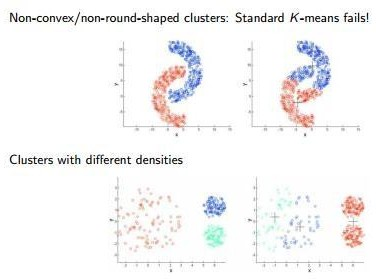 Non-convex/non-round-shaped clusters: Standard K-means fails!
Clusters with different densities